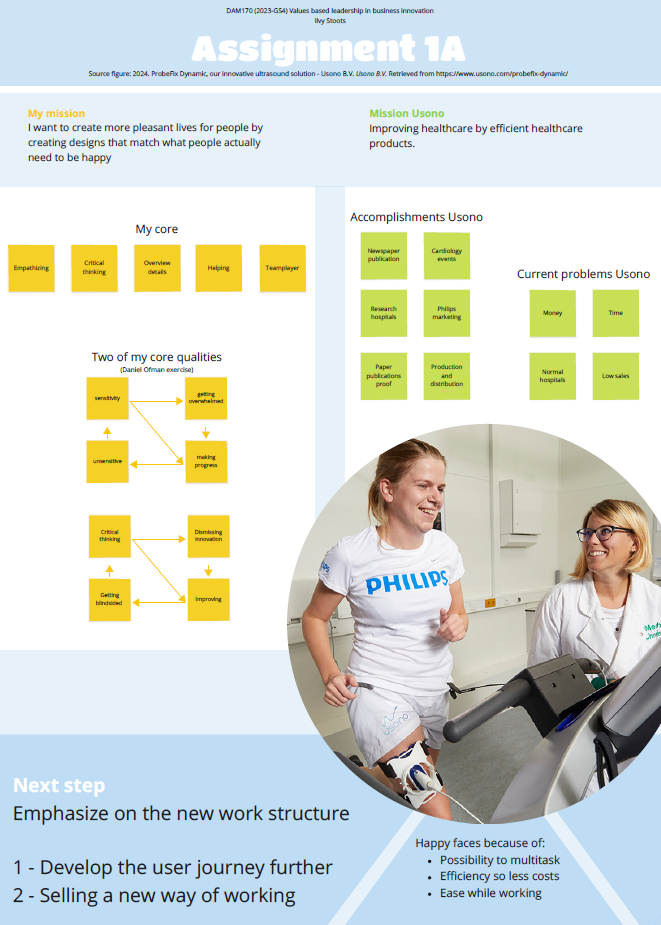 DAM170 (2023-GS4) Values based leadership in business innovation
Ilvy Stoots
Assignment 1A
Source figure: 2024. ProbeFix Dynamic, our innovative ultrasound solution - Usono B.V. Usono B.V. Retrieved from https://www.usono.com/probefix-dynamic/
My mission
I want to create more pleasant lives for people by
creating designs that match what people actually
need to be happy
Mission Usono
Improving healthcare by efficient healthcare
products.
My core
Empathizing
Critical
thinking
Overview
details
Helping
Teamplayer
Two of my core qualities
(Daniel Ofman exercise)
sensitivity
getting
overwhelmed
unsensitive
making
progress
Critical
thinking
Dismissing
innovation
Getting
blindsided
Improving
Accomplishments Usono
Newspaper
publication
Cardiology
events
Research
hospitals
Philips
marketing
Paper
publications
proof
Production
and
distribution
Current problems Usono
Money
Time
Normal
hospitals
Low sales
PHILIPS
usono
Next step
Emphasize on the new work structure
1 - Develop the user journey further
2 - Selling a new way of working
Happy faces because of:
• Possibility to multitask
• Efficiency so less costs
• Ease while working